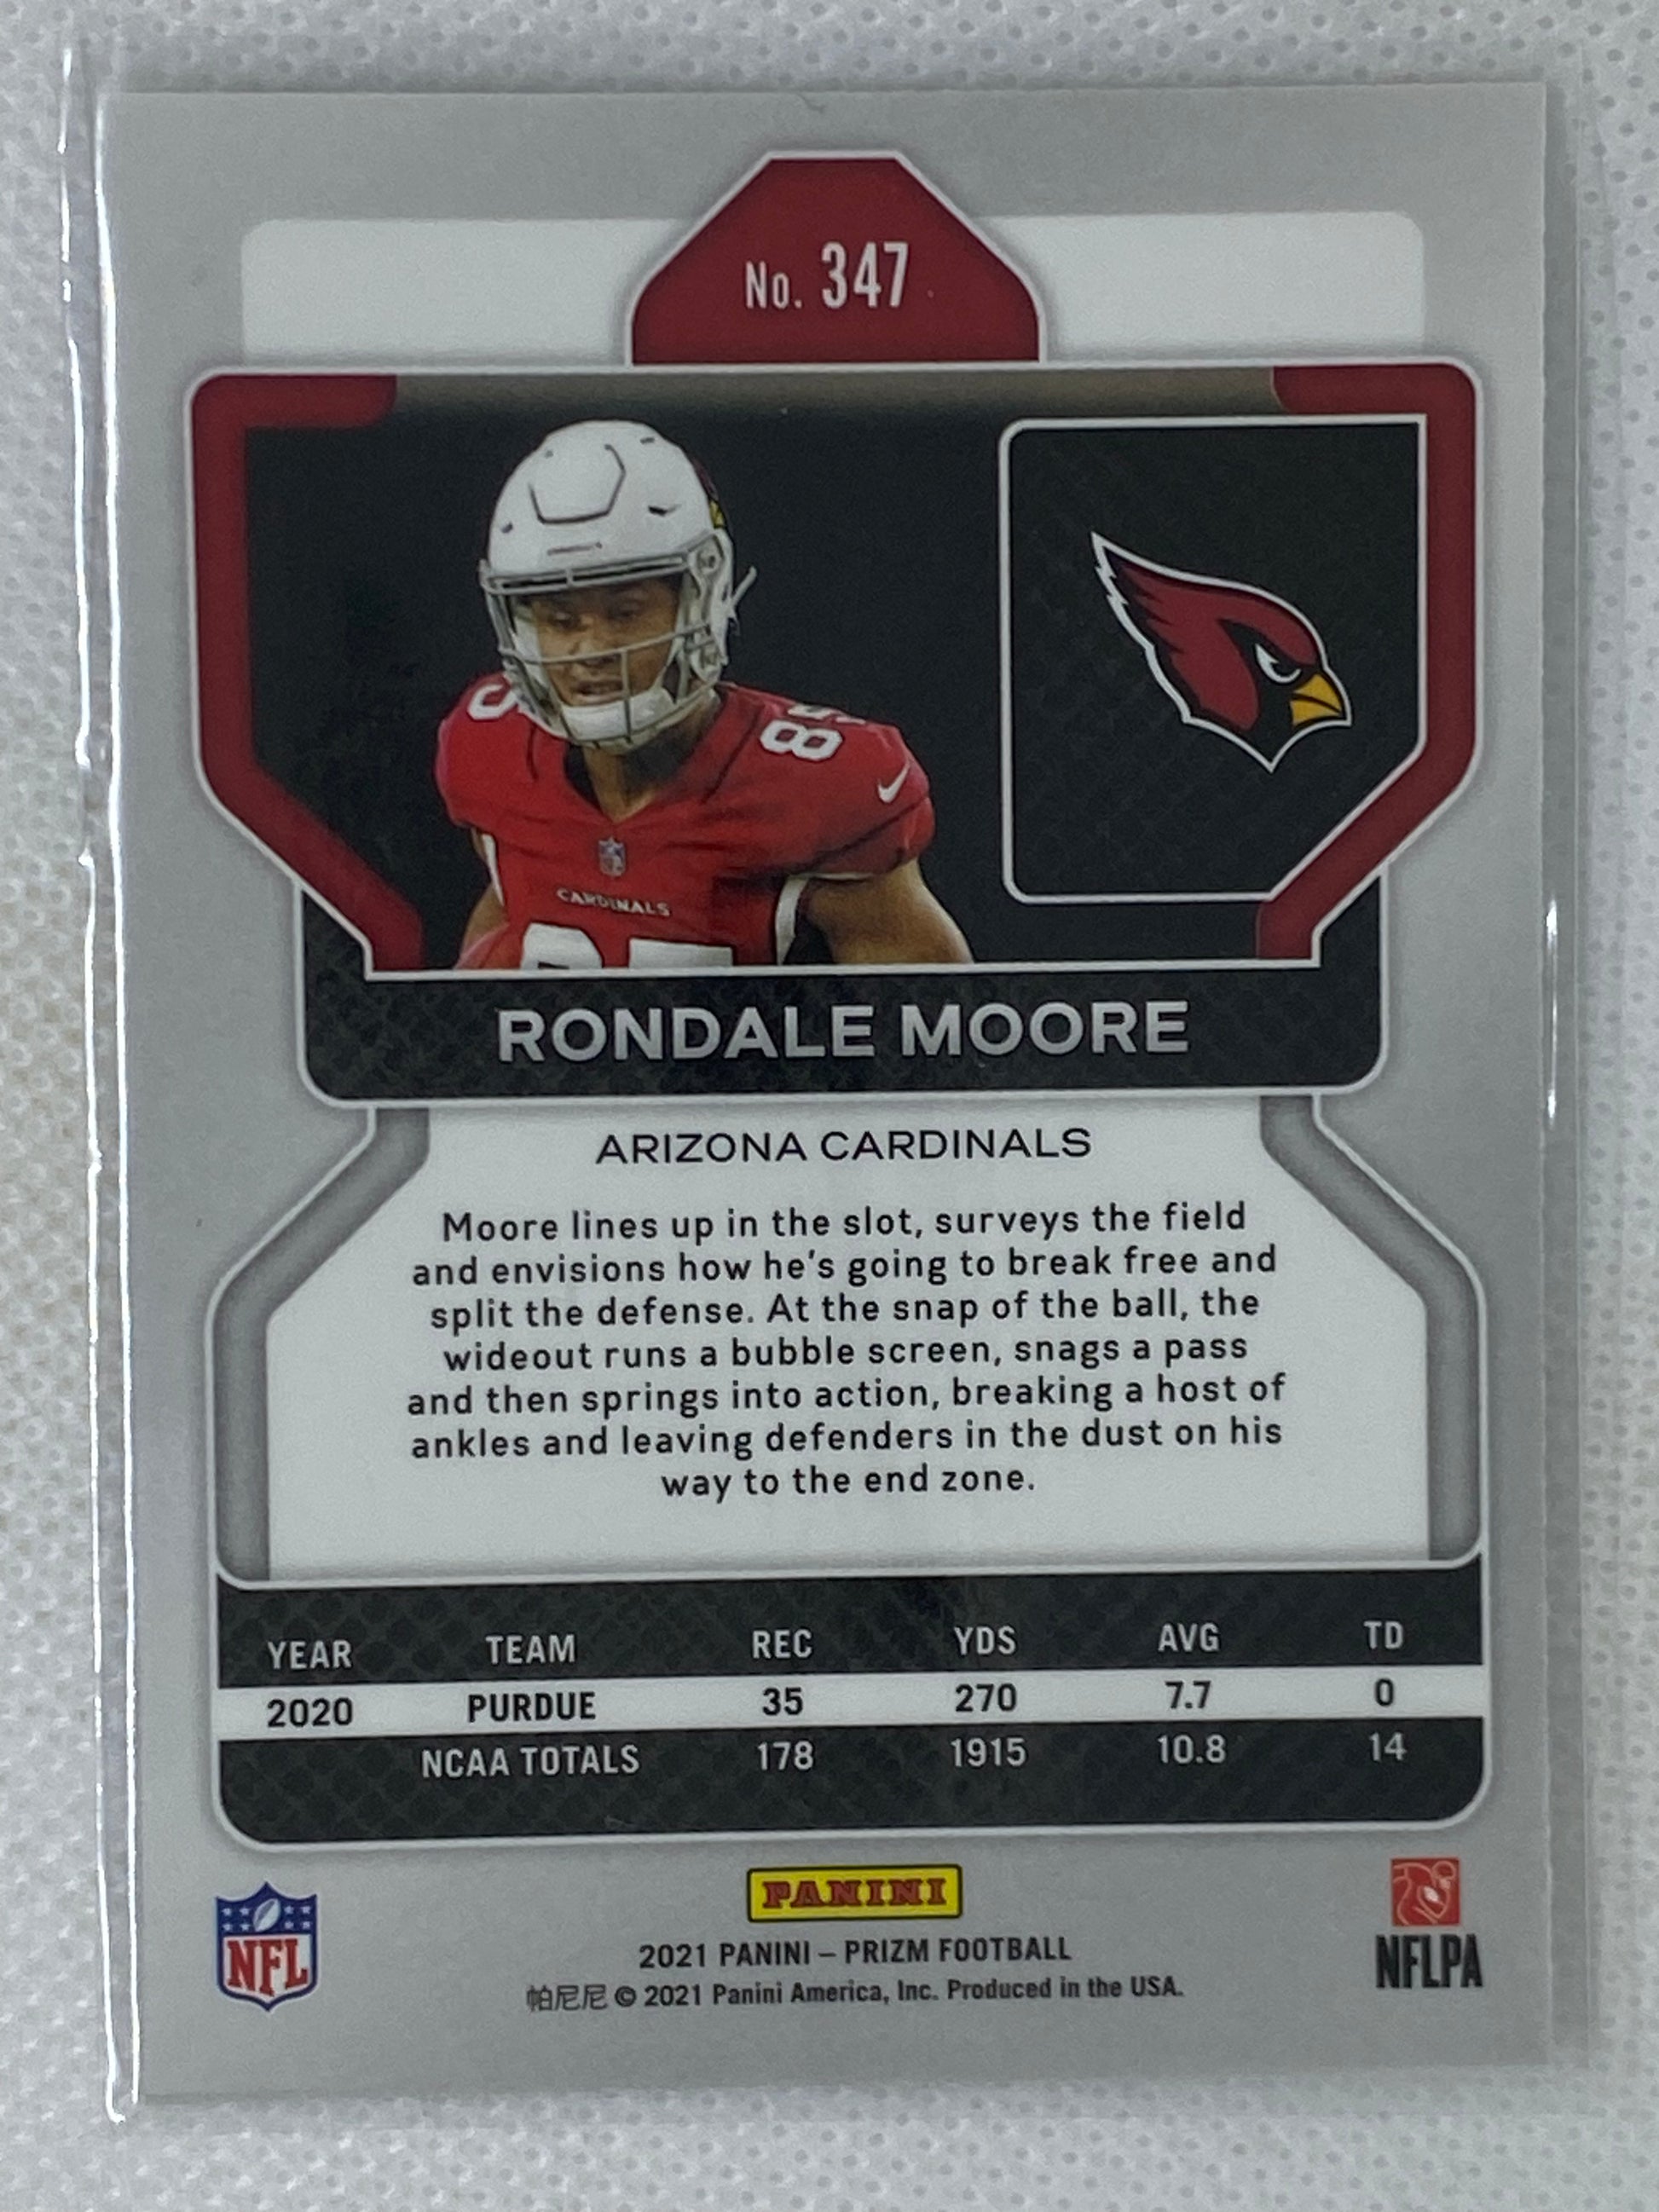 No. 347
85
CARDINALS
85
RONDALE MOORE
ARIZONA CARDINALS
Moore lines up in the slot, surveys the field
and envisions how he's going to break free and
split the defense. At the snap of the ball, the
wideout runs a bubble screen, snags a pass
and then springs into action, breaking a host of
ankles and leaving defenders in the dust on his
way to the end zone.
YEAR TEAM REC YDS AVG TD
2020 PURDUE 35 270 7.7 0
NCAA TOTALS 178 1915 10.8 14
NFL
PANINI
NFLPA
2021 PANINI – PRIZM FOOTBALL
帕尼尼 © 2021 Panini America, Inc. Produced in the USA.